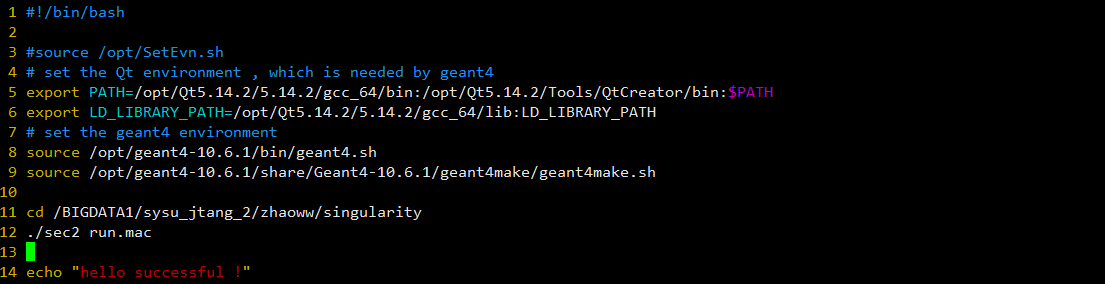 1 #!/bin/bash
2
3 #source /opt/SetEvn.sh
4 # set the Qt environment , which is needed by geant4
5 export PATH=/opt/Qt5.14.2/5.14.2/gcc_64/bin:/opt/Qt5.14.2/Tools/QtCreator/bin:$PATH
6 export LD_LIBRARY_PATH=/opt/Qt5.14.2/5.14.2/gcc_64/lib:LD_LIBRARY_PATH
7 # set the geant4 environment
8 source /opt/geant4-10.6.1/bin/geant4.sh
9 source /opt/geant4-10.6.1/share/Geant4-10.6.1/geant4make/geant4make.sh
10
11 cd /BIGDATA1/sysu_jtang_2/zhaoww/singularity
12 ./sec2 run.mac
13
14 echo "hello successful !"